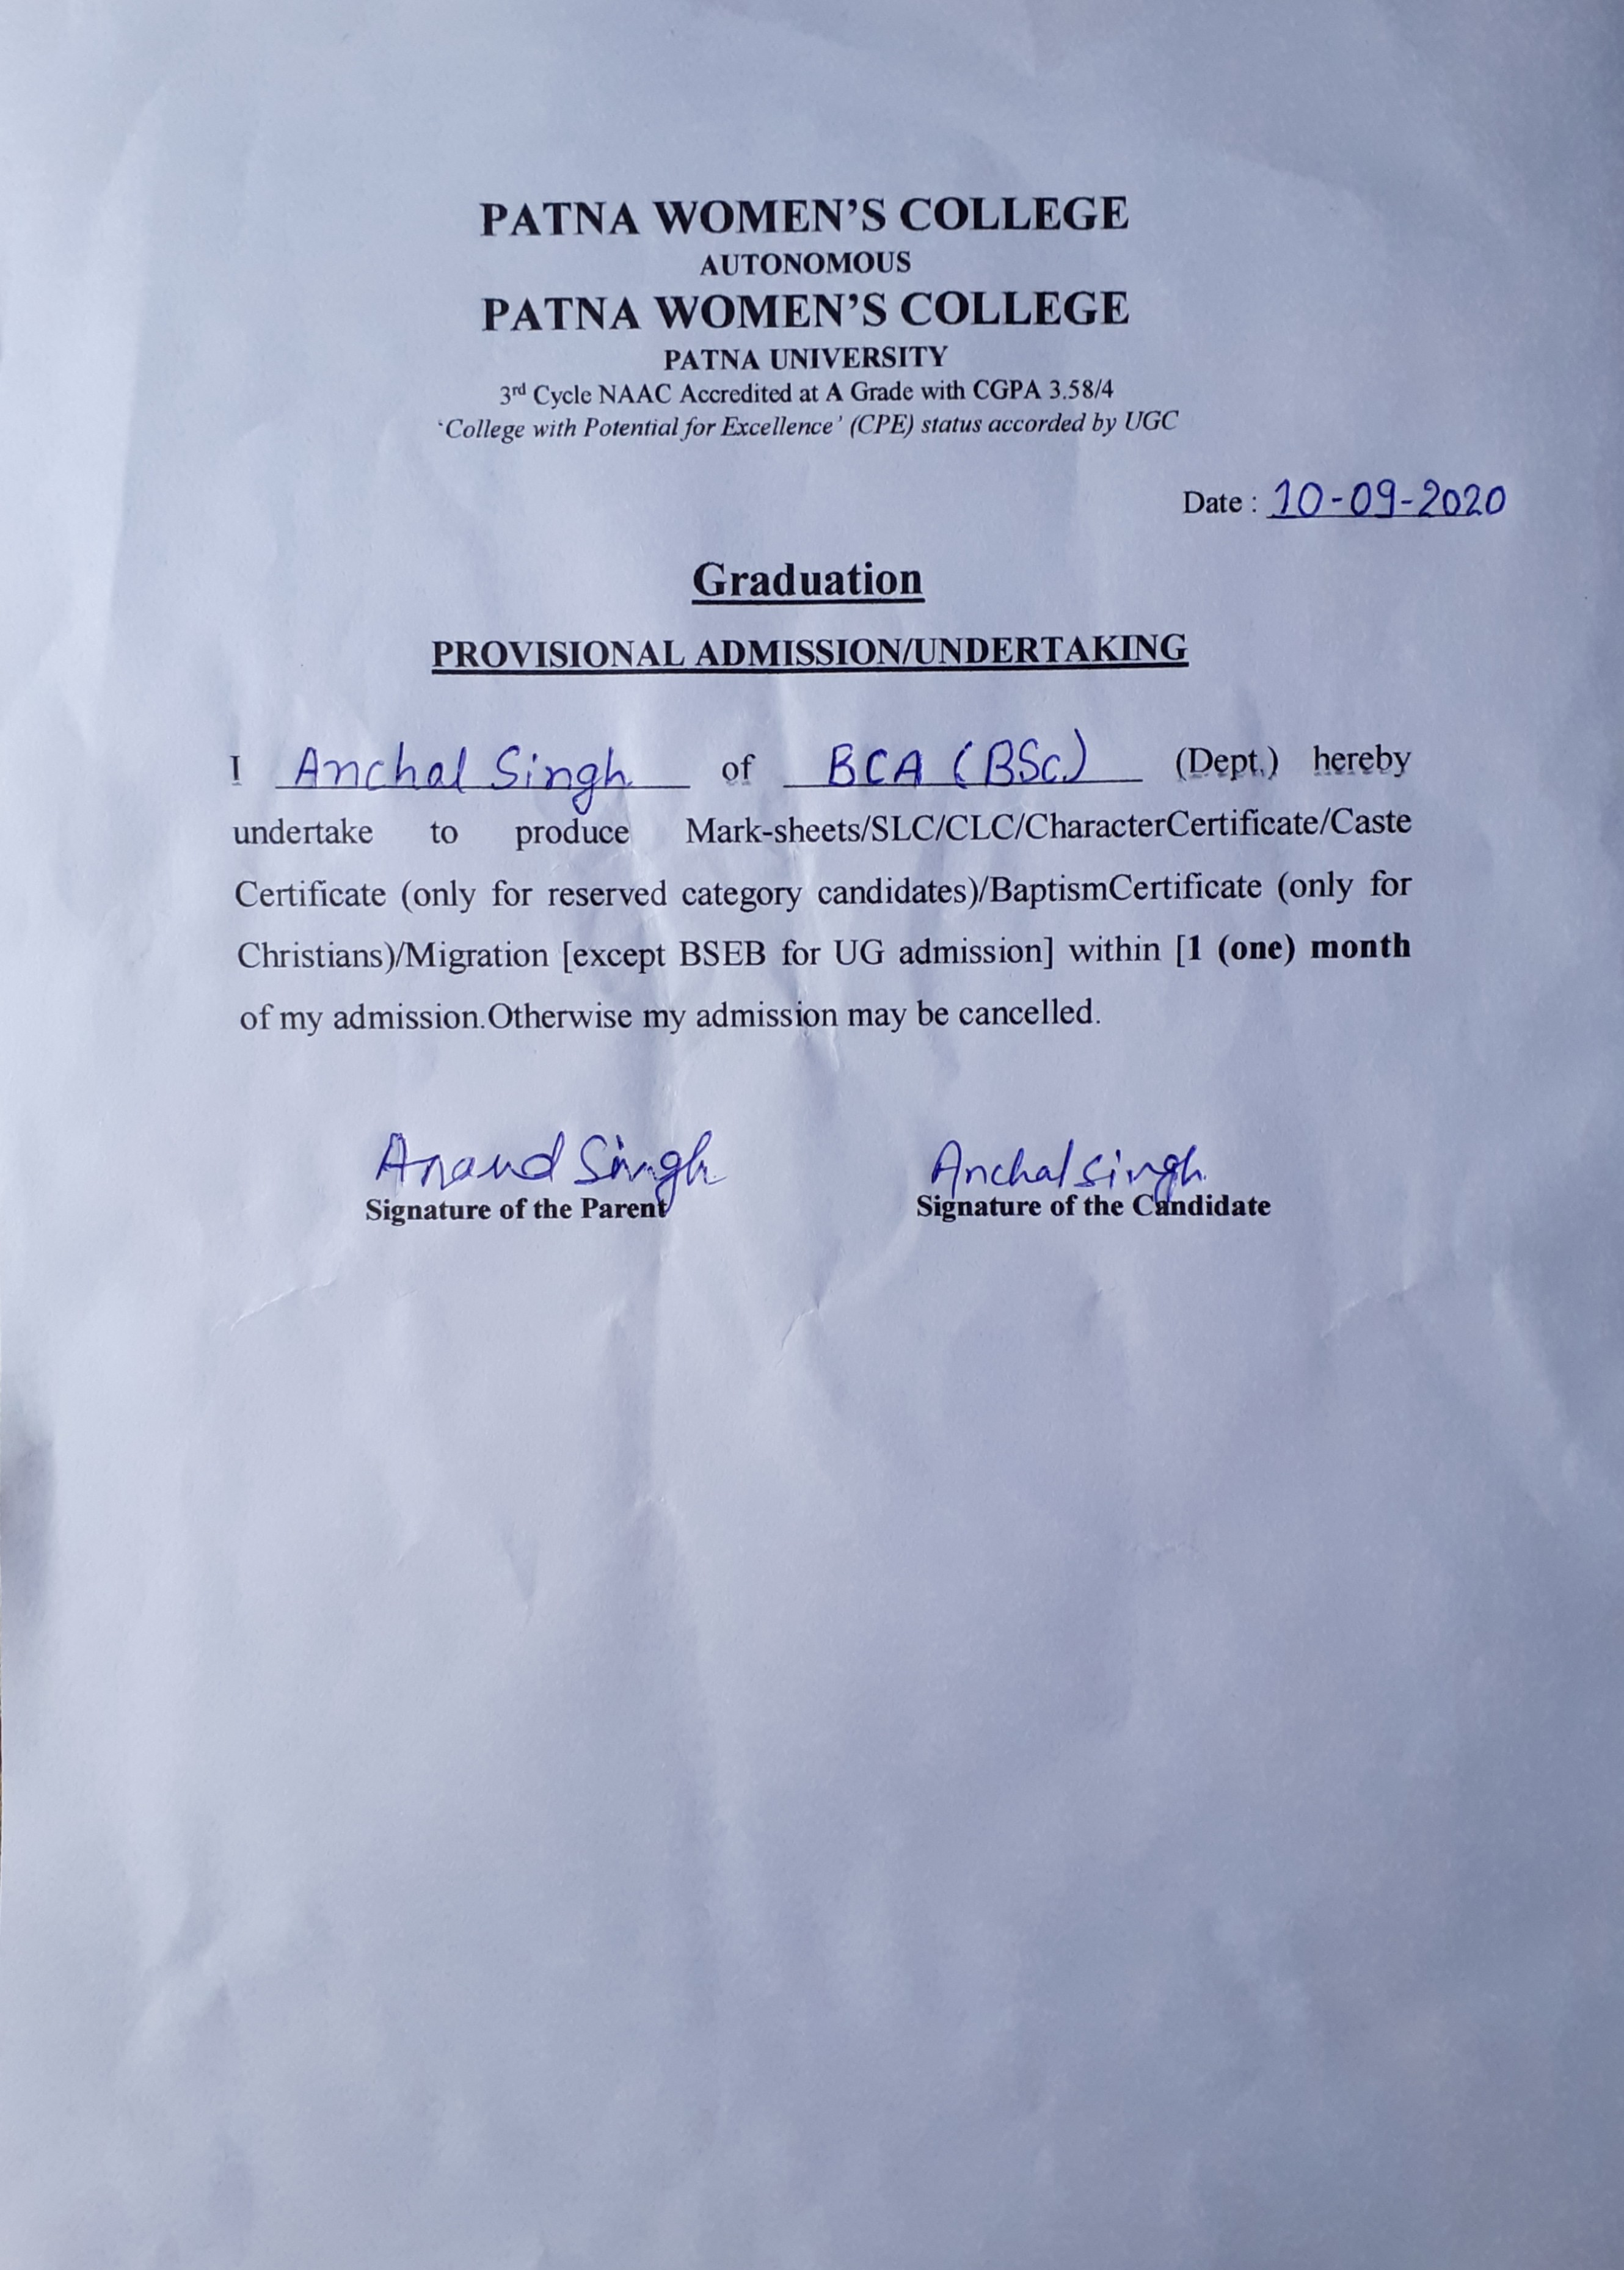 PATNA WOMEN'S COLLEGE
AUTONOMOUS
PATNA WOMEN'S COLLEGE
PATNA UNIVERSITY
3rd Cycle NAAC Accredited at A Grade with CGPA 3.58/4
'College with Potential for Excellence' (CPE) status accorded by UGC
Date : 10-09-2020
Graduation
PROVISIONAL ADMISSION/UNDERTAKING
I Anchal Singh of BCA (BSc.) (Dept.) hereby
undertake to produce Mark-sheets/SLC/CLC/CharacterCertificate/Caste
Certificate (only for reserved category candidates)/BaptismCertificate (only for
Christians)/Migration [except BSEB for UG admission] within [1 (one) month
of my admission.Otherwise my admission may be cancelled.
Anand Singh Anchal singh
Signature of the Parent Signature of the Candidate